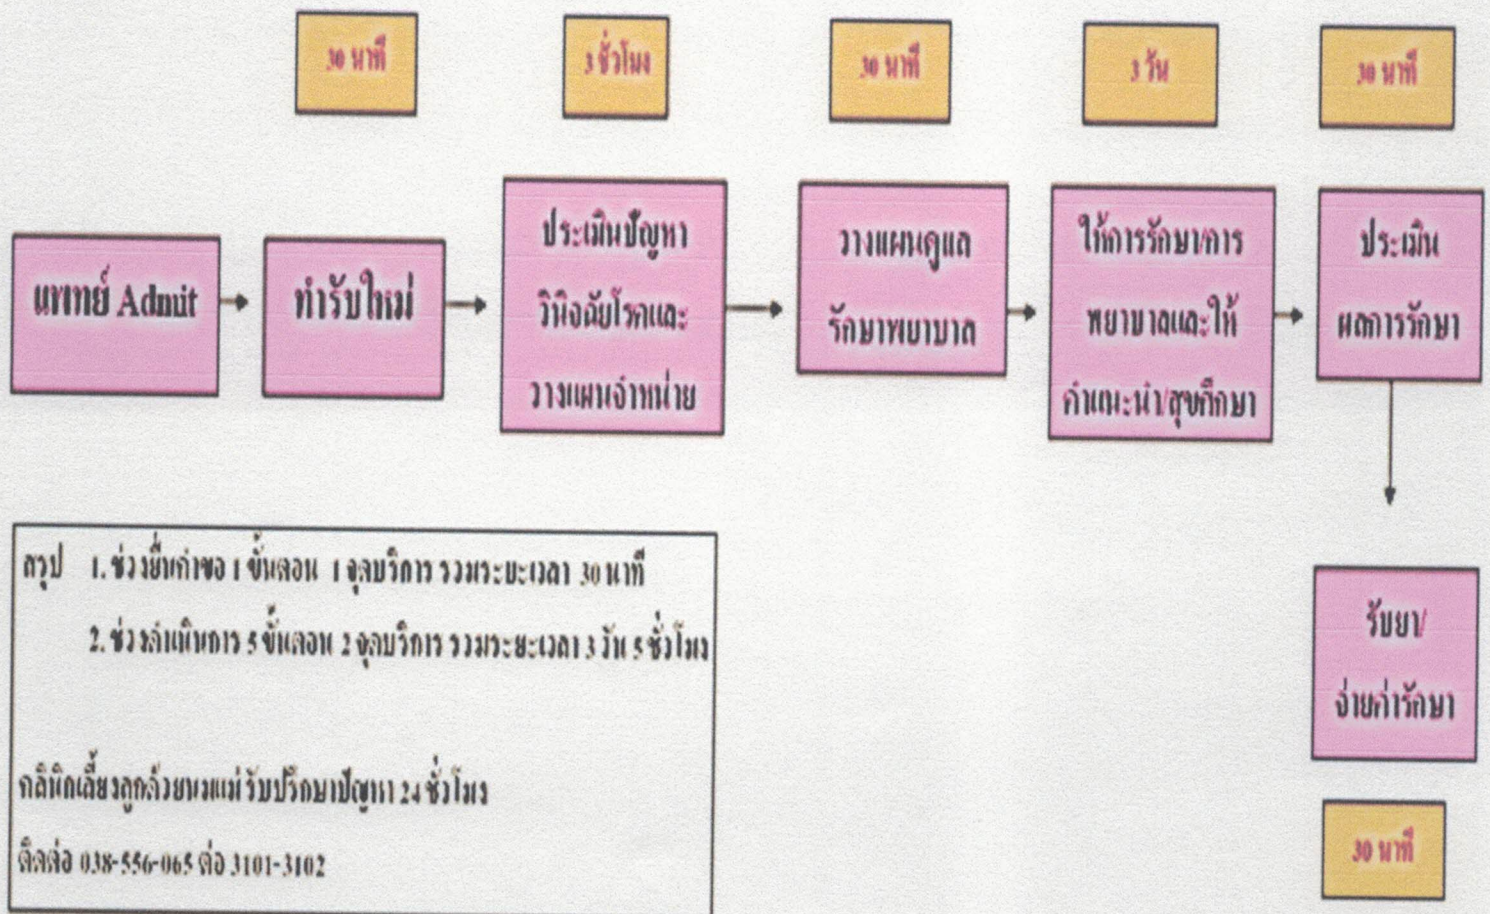 30 นาที
3 ชั่วโมง
30 นาที
3 วัน
30 นาที
แพทย์ Admit
ทำรับใหม่
ประเมินปัญหา
วินิจฉัยโรคและ
วางแผนจำหน่าย
วางแผนดูแล
รักษาพยาบาล
ให้การรักษา/การ
พยาบาลและให้
คำแนะนำ/สุขศึกษา
ประเมิน
ผลการรักษา
รับยา/
จ่ายค่ารักษา
30 นาที
สรุป 1. ช่วงยื่นคำขอ 1 ขั้นตอน 1 จุดบริการ รวมระยะเวลา 30 นาที
2. ช่วงดำเนินการ 5 ขั้นตอน 2 จุดบริการ รวมระยะเวลา 3 วัน 5 ชั่วโมง
คลินิกเลี้ยงลูกด้วยนมแม่ รับปรึกษาปัญหา 24 ชั่วโมง
ติดต่อ 038-556-065 ต่อ 3101-3102